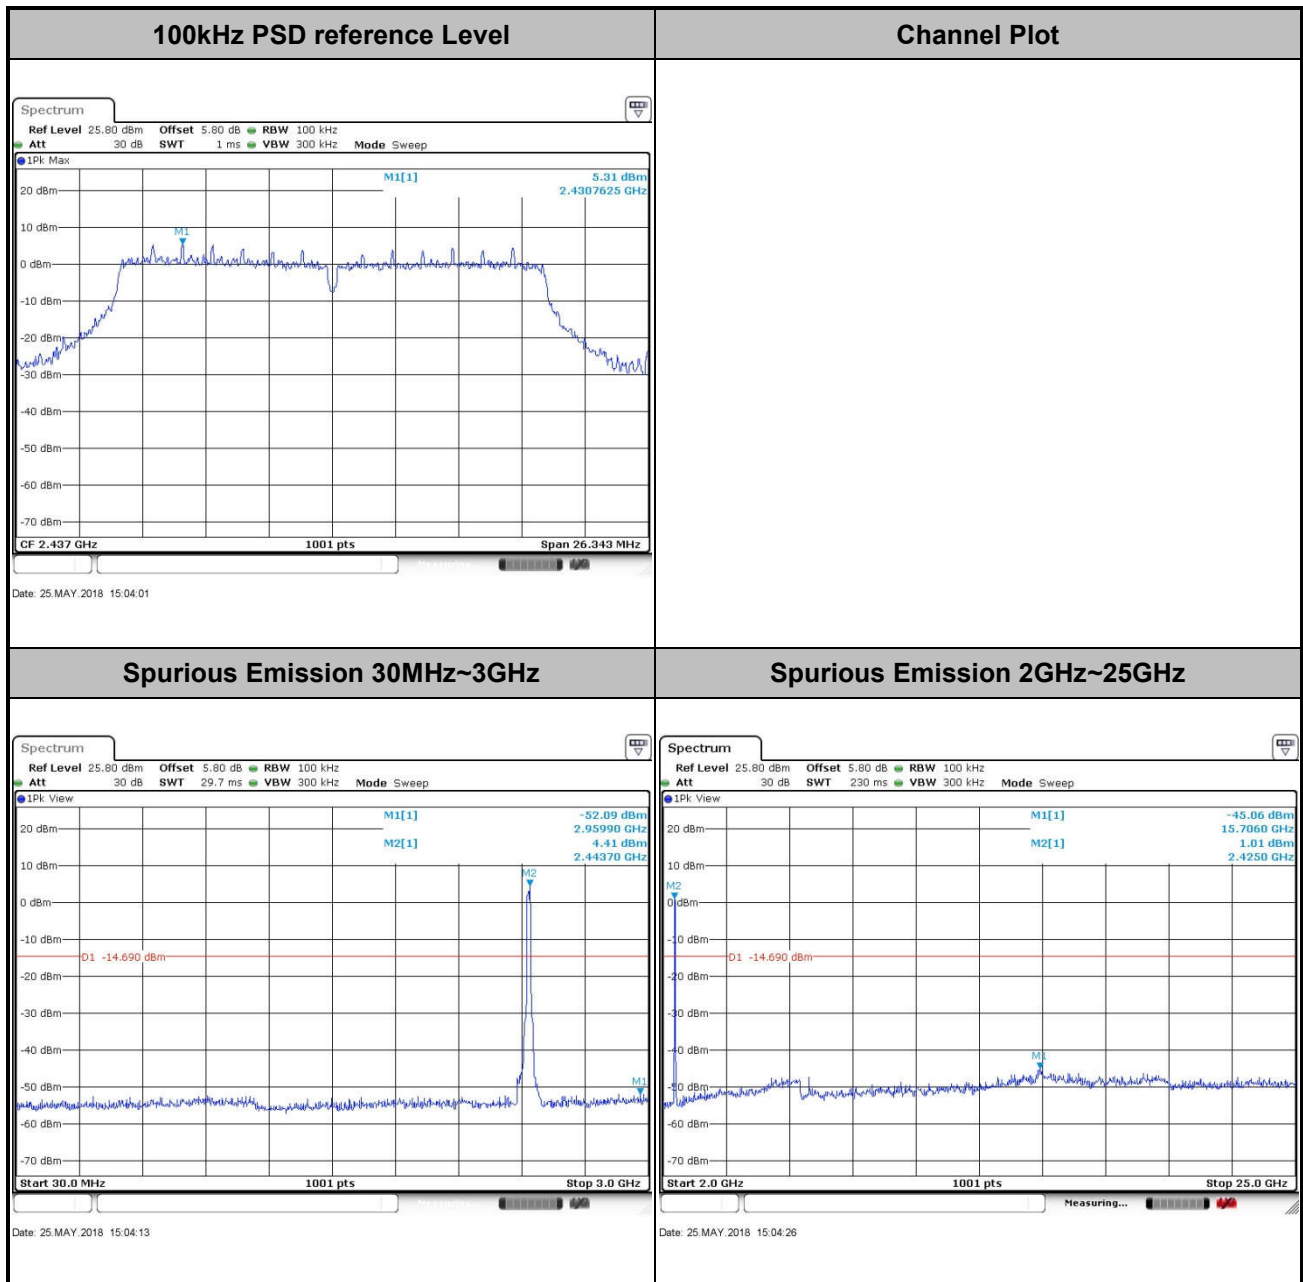 100kHz PSD reference Level
Channel Plot
Spectrum
Ref Level 25.80 dBm Offset 5.80 dB RBW 100 kHz
Att 30 dB SWT 1 ms VBW 300 kHz Mode Sweep
1Pk Max
M1[1] 5.31 dBm
2.4307625 GHz
20 dBm
10 dBm
M1
0 dBm
-10 dBm
-20 dBm
-30 dBm
-40 dBm
-50 dBm
-60 dBm
-70 dBm
CF 2.437 GHz 1001 pts Span 26.343 MHz
Measuring...
Date: 25.MAY.2018 15:04:01
Spurious Emission 30MHz~3GHz
Spurious Emission 2GHz~25GHz
Spectrum
Ref Level 25.80 dBm Offset 5.80 dB RBW 100 kHz
Att 30 dB SWT 29.7 ms VBW 300 kHz Mode Sweep
1Pk View
M1[1] -52.09 dBm
2.95990 GHz
20 dBm
M2[1] 4.41 dBm
2.44370 GHz
10 dBm
M2
0 dBm
-10 dBm
D1 -14.690 dBm
-20 dBm
-30 dBm
-40 dBm
-50 dBm
M1
-60 dBm
-70 dBm
Start 30.0 MHz 1001 pts Stop 3.0 GHz
Measuring...
Date: 25.MAY.2018 15:04:13
Spectrum
Ref Level 25.80 dBm Offset 5.80 dB RBW 100 kHz
Att 30 dB SWT 230 ms VBW 300 kHz Mode Sweep
1Pk View
M1[1] -45.06 dBm
15.7060 GHz
20 dBm
M2[1] 1.01 dBm
2.4250 GHz
10 dBm
M2
0 dBm
-10 dBm
D1 -14.690 dBm
-20 dBm
-30 dBm
-40 dBm
M1
-50 dBm
-60 dBm
-70 dBm
Start 2.0 GHz 1001 pts Stop 25.0 GHz
Measuring...
Date: 25.MAY.2018 15:04:26